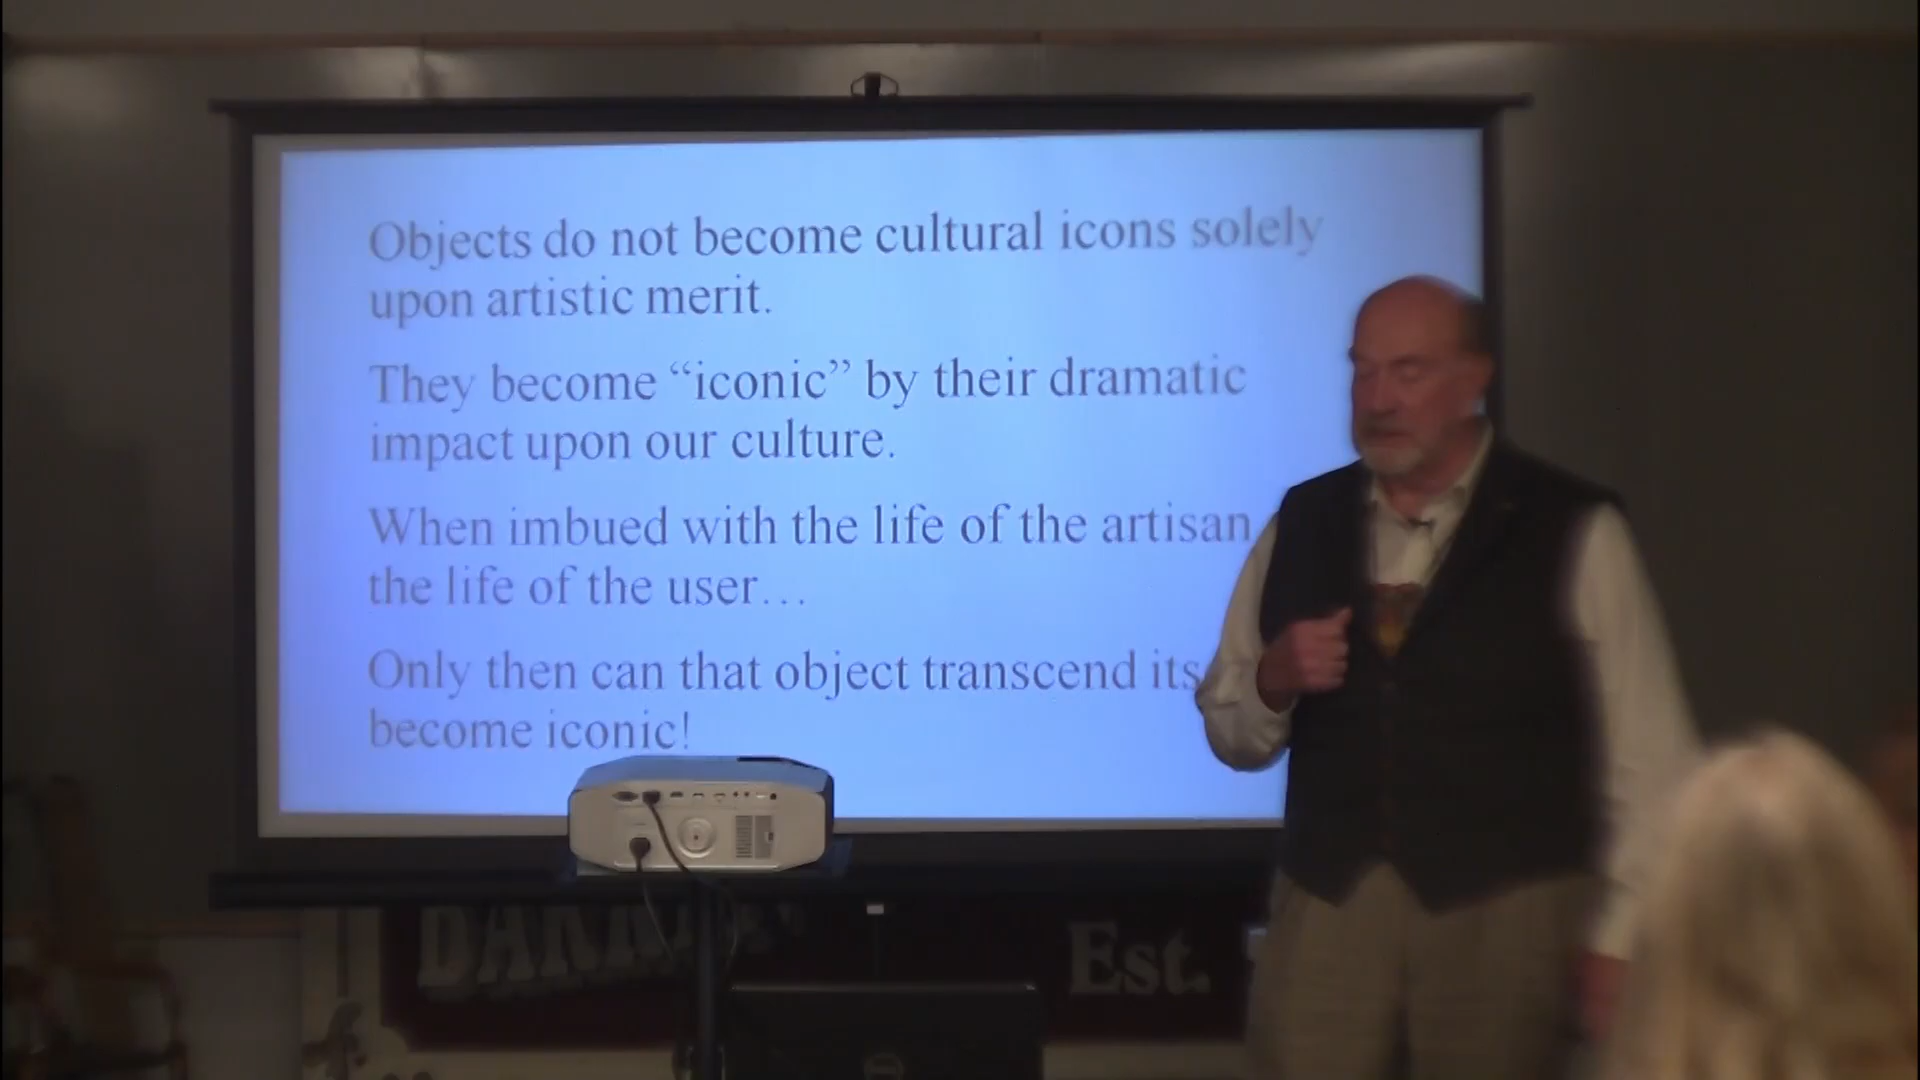 Objects do not become cultural icons solely
upon artistic merit.
They become “iconic” by their dramatic
impact upon our culture.
When imbued with the life of the artisan
the life of the user…
Only then can that object transcend its
become iconic!
Est.